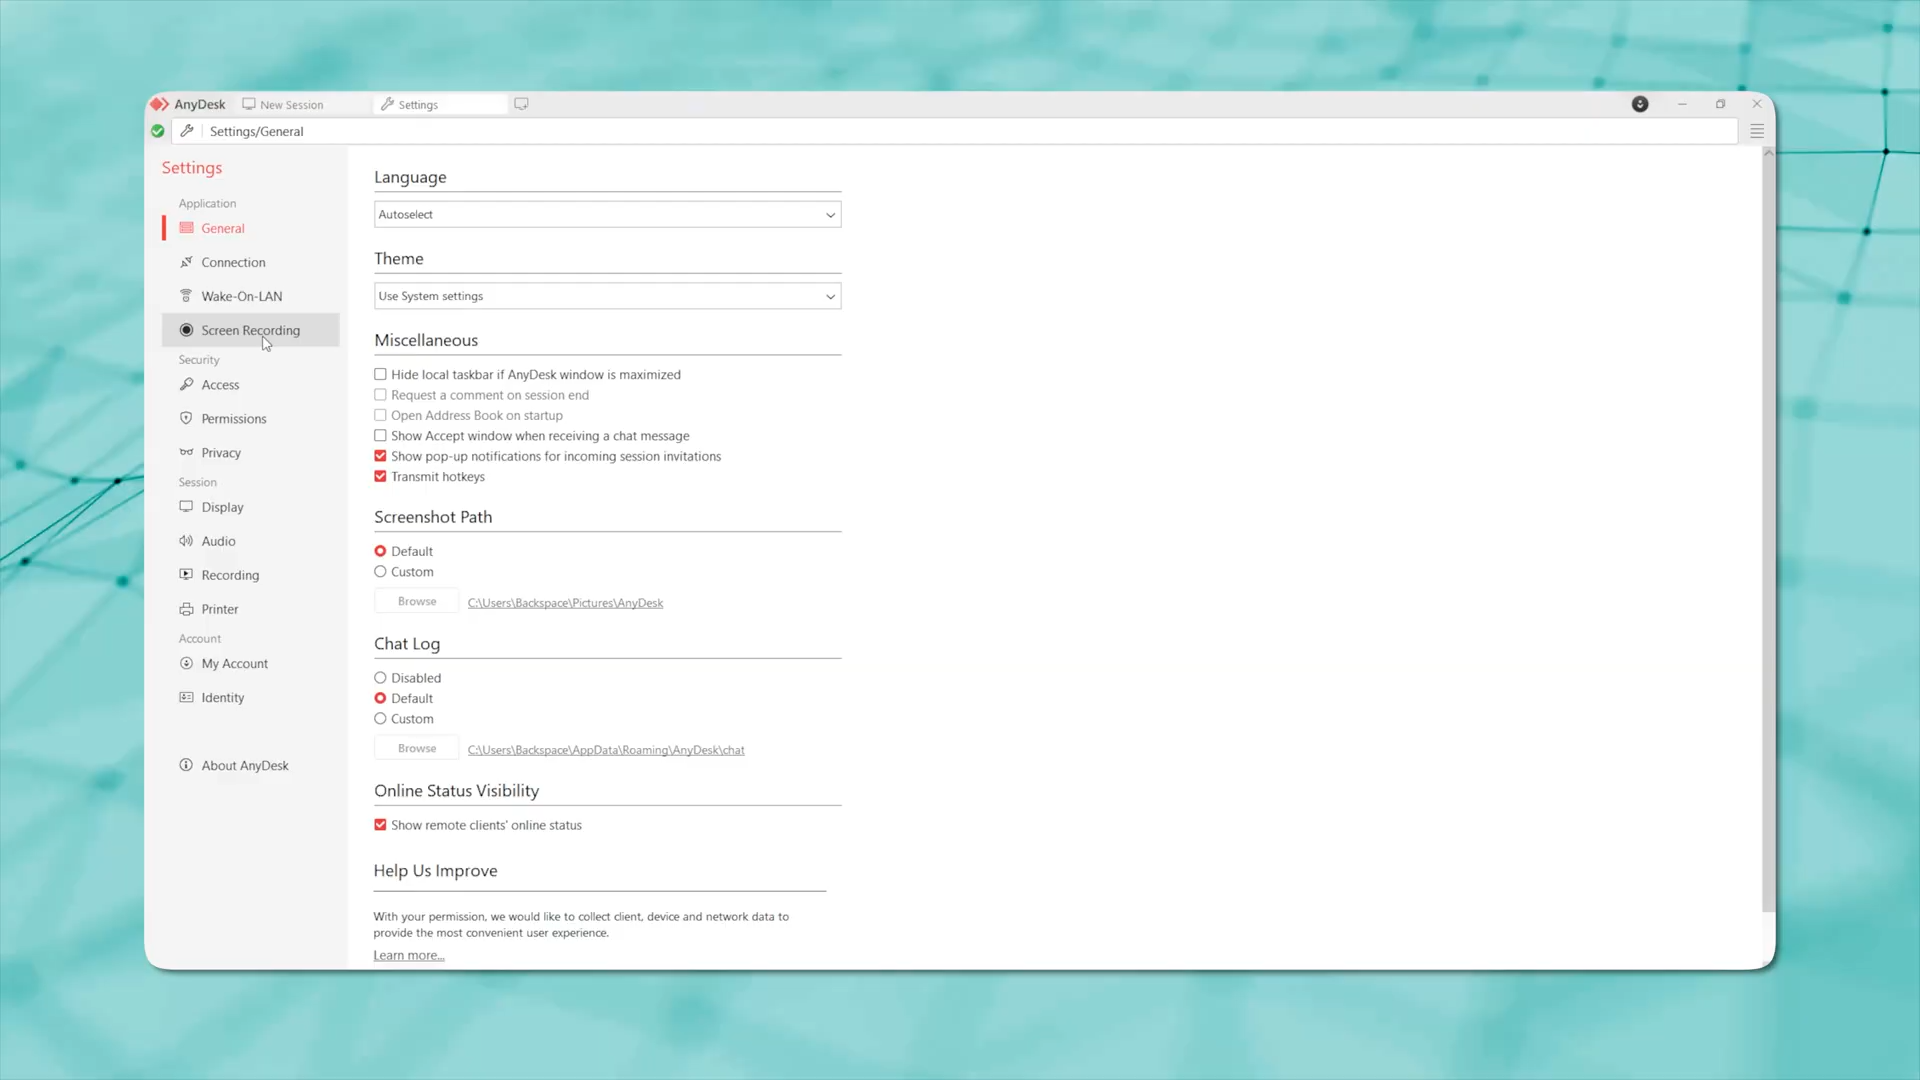 AnyDesk
New Session
Settings
Settings/General
Settings
Application
General
Connection
Wake-On-LAN
Screen Recording
Security
Access
Permissions
Privacy
Session
Display
Audio
Recording
Printer
Account
My Account
Identity
About AnyDesk
Language
Autoselect
Theme
Use System settings
Miscellaneous
Hide local taskbar if AnyDesk window is maximized
Request a comment on session end
Open Address Book on startup
Show Accept window when receiving a chat message
Show pop-up notifications for incoming session invitations
Transmit hotkeys
Screenshot Path
Default
Custom
Browse C:\Users\Backspace\Pictures\AnyDesk
Chat Log
Disabled
Default
Custom
Browse C:\Users\Backspace\AppData\Roaming\AnyDesk\chat
Online Status Visibility
Show remote clients' online status
Help Us Improve
With your permission, we would like to collect client, device and network data to
provide the most convenient user experience.
Learn more...